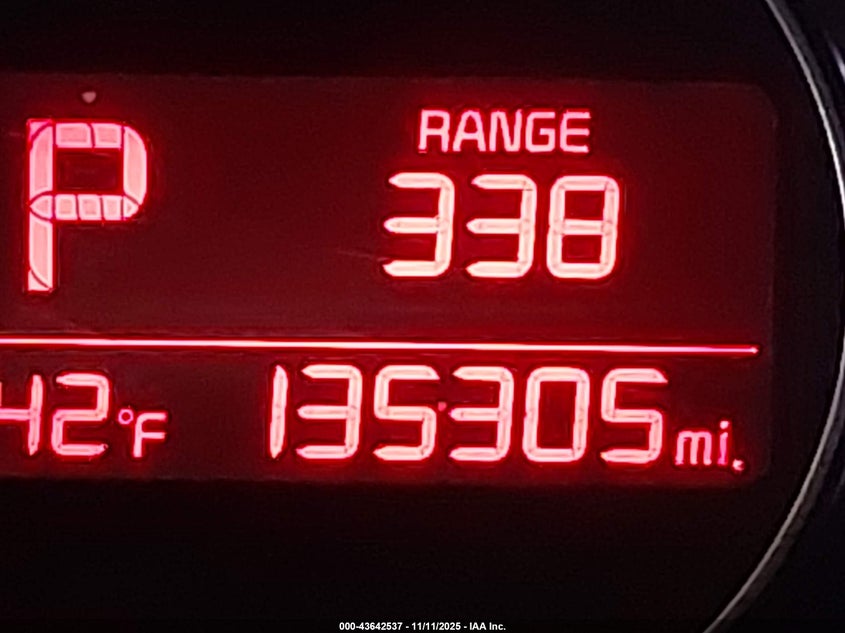 P
RANGE
338
42°F 135305 mi.
000-43642537 - 11/11/2025 - IAA Inc.